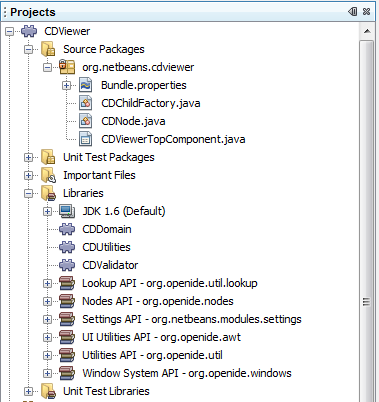 Projects
CDViewer
Source Packages
org.netbeans.cdviewer
Bundle.properties
CDChildFactory.java
CDNode.java
CDViewerTopComponent.java
Unit Test Packages
Important Files
Libraries
JDK 1.6 (Default)
CDDomain
CDUtilities
CDValidator
Lookup API - org.openide.util.lookup
Nodes API - org.openide.nodes
Settings API - org.netbeans.modules.settings
UI Utilities API - org.openide.awt
Utilities API - org.openide.util
Window System API - org.openide.windows
Unit Test Libraries